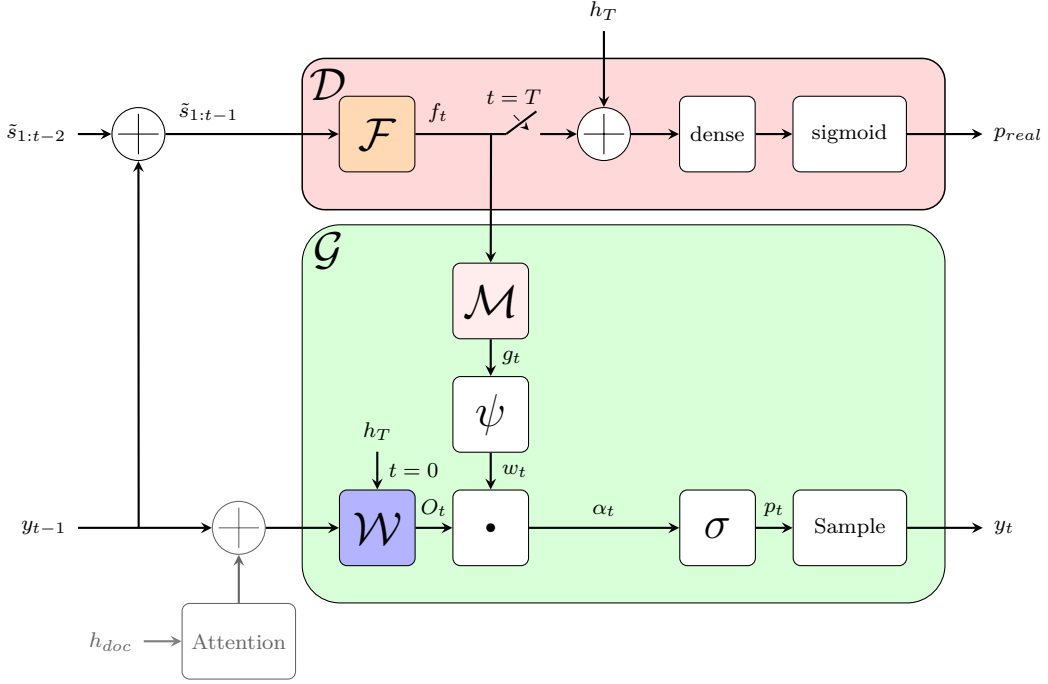 h_T
𝒟
s̃_{1:t−2}
s̃_{1:t−1}
ℱ
f_t
t = T
dense
sigmoid
p_{real}
𝒢
ℳ
g_t
ψ
h_T
t = 0
w_t
y_{t−1}
𝒲
O_t
•
α_t
σ
p_t
Sample
y_t
h_{doc}
Attention